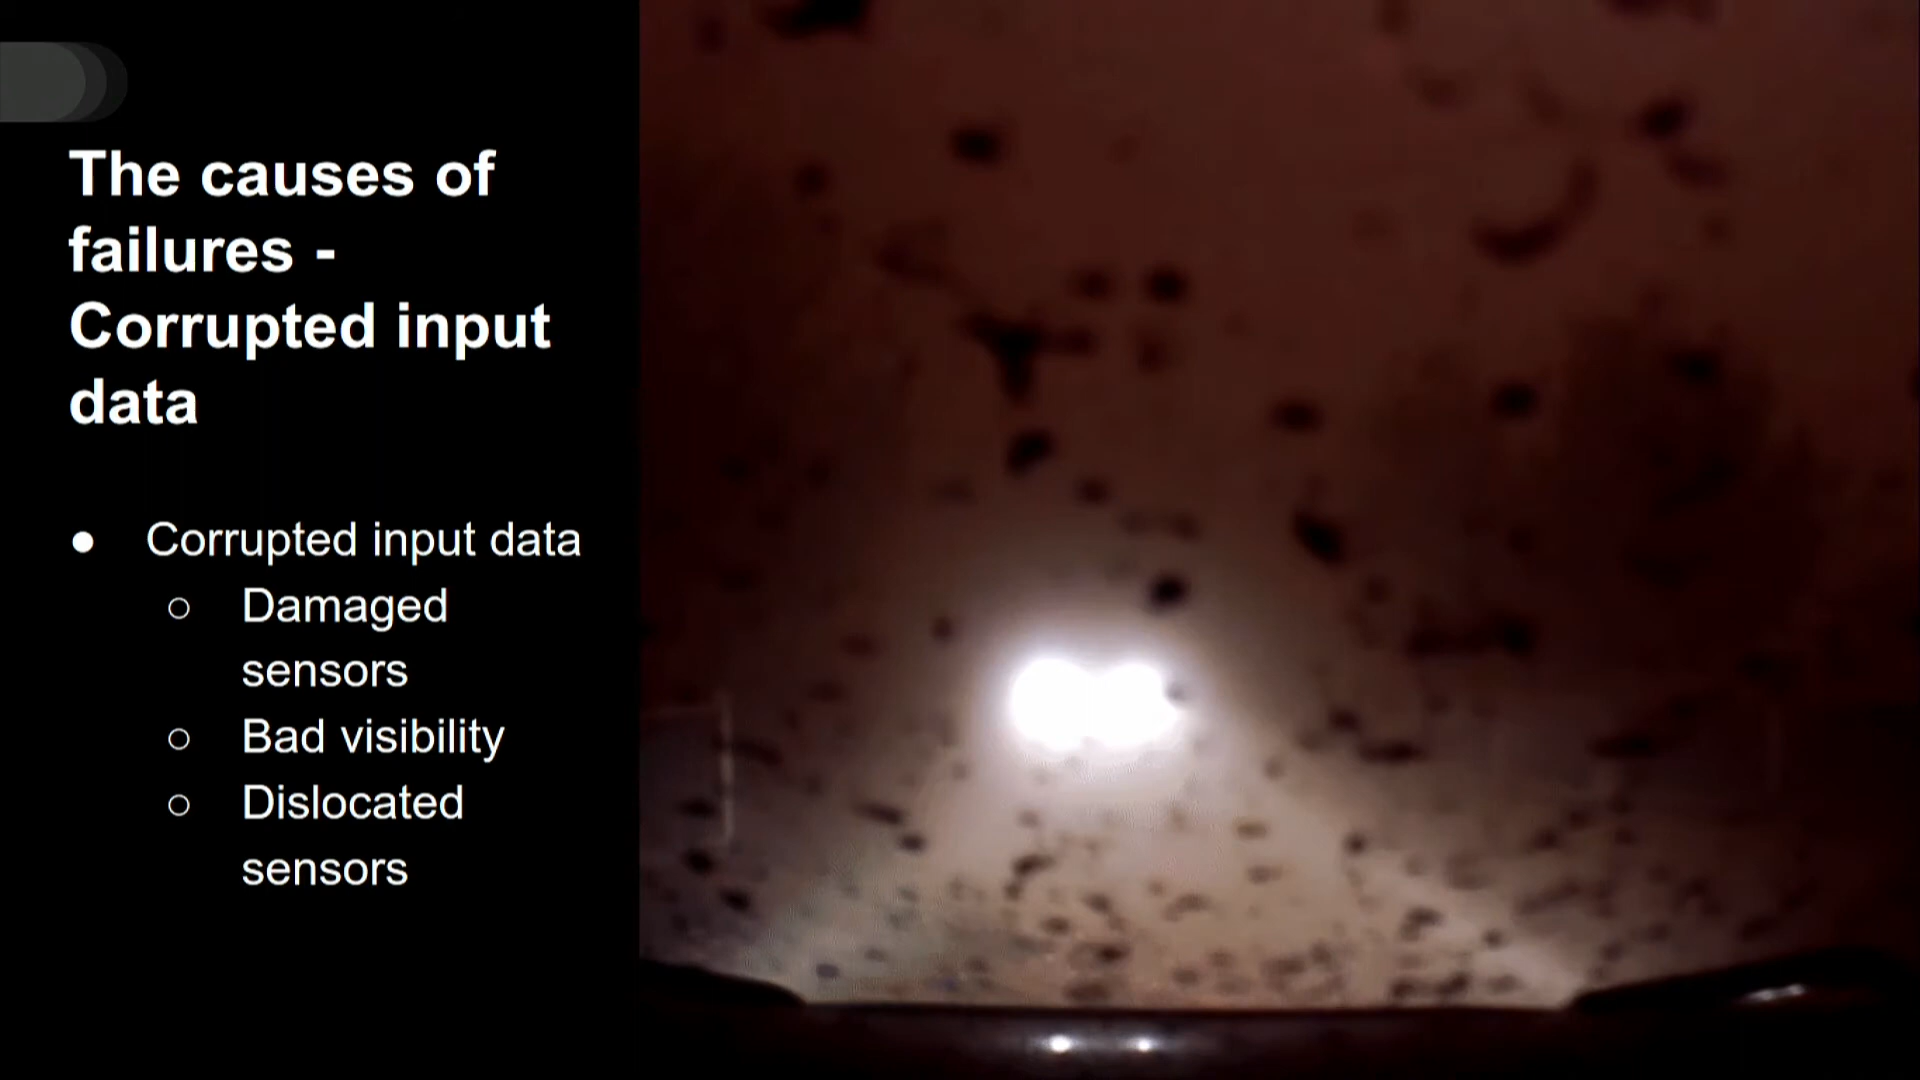 The causes of
failures -
Corrupted input
data
● Corrupted input data
○ Damaged
sensors
○ Bad visibility
○ Dislocated
sensors